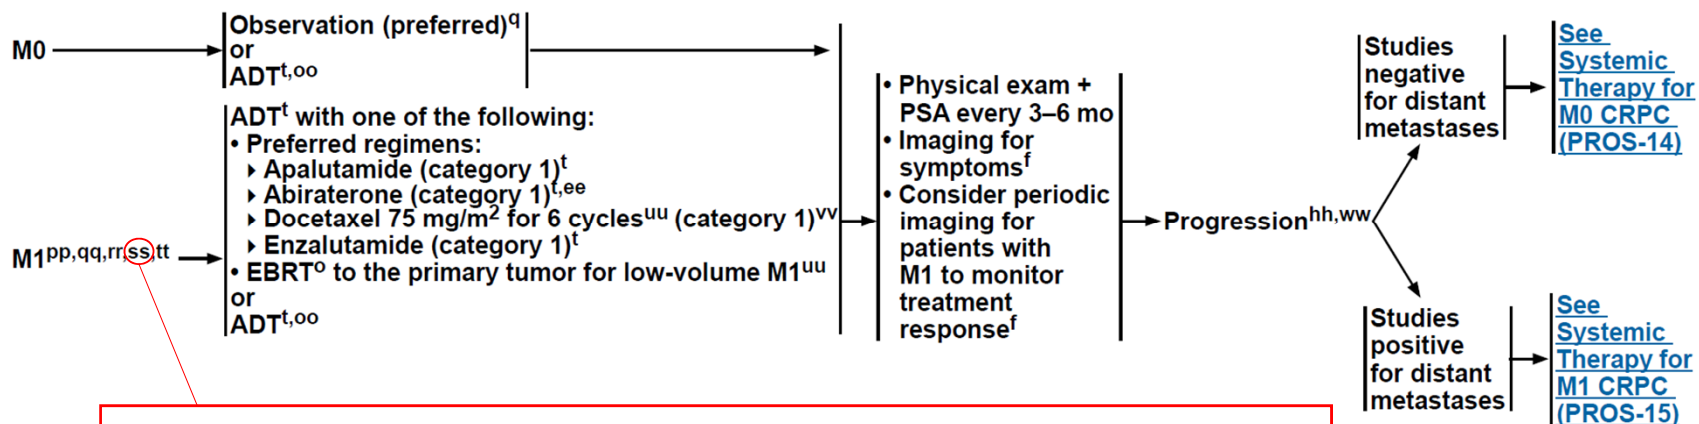 M0
Observation (preferred)q
or
ADTt,oo
M1pp,qq,rr,ss,tt
ADTt with one of the following:
• Preferred regimens:
▸ Apalutamide (category 1)t
▸ Abiraterone (category 1)t,ee
▸ Docetaxel 75 mg/m2 for 6 cyclesuu (category 1)vv
▸ Enzalutamide (category 1)t
• EBRTo to the primary tumor for low-volume M1uu
or
ADTt,oo
• Physical exam +
PSA every 3–6 mo
• Imaging for
symptomsf
• Consider periodic
imaging for
patients with
M1 to monitor
treatment
responsef
Progressionhh,ww
Studies
negative
for distant
metastases
See
Systemic
Therapy for
M0 CRPC
(PROS-14)
Studies
positive
for distant
metastases
See
Systemic
Therapy for
M1 CRPC
(PROS-15)